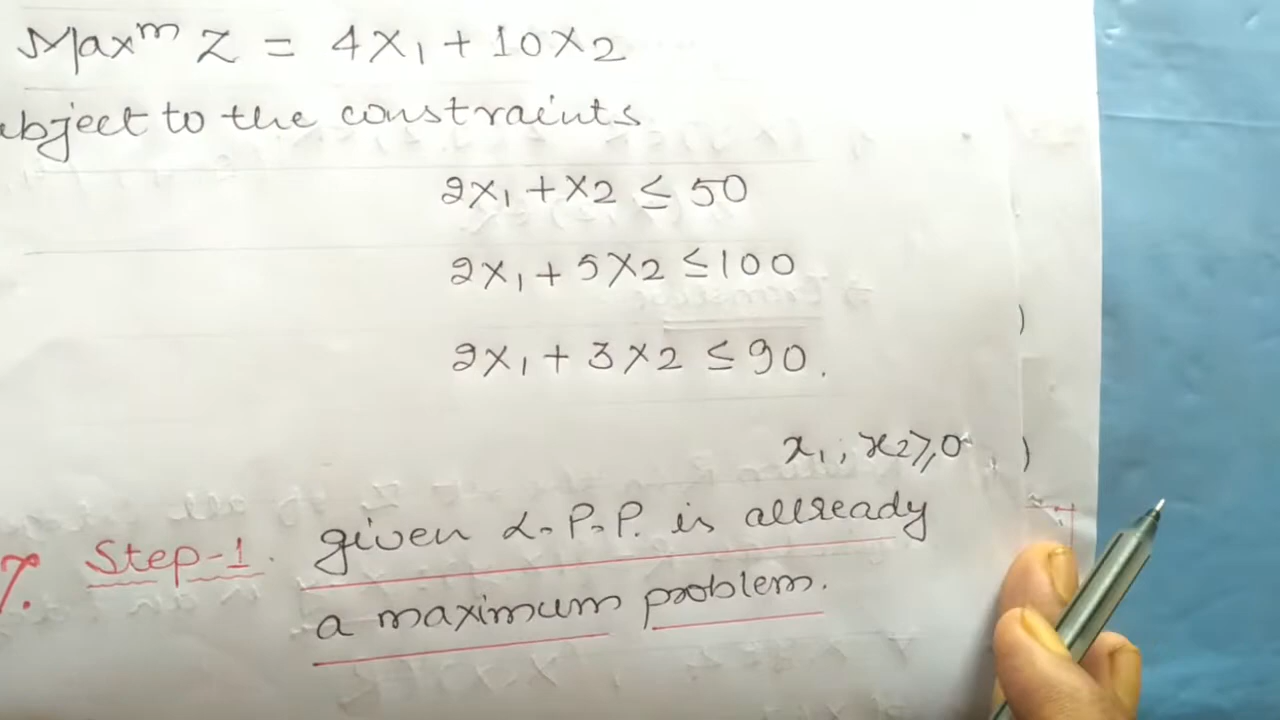 Maxᵐ Z = 4X₁ + 10X₂
ubject to the constraints
2X₁ + X2 ≤ 50
2X₁ + 5X2 ≤ 100
2X₁ + 3X2 ≤ 90.
x₁, x₂ ≥ 0
Step-1. given L.P.P. is allready
a maximum problem.